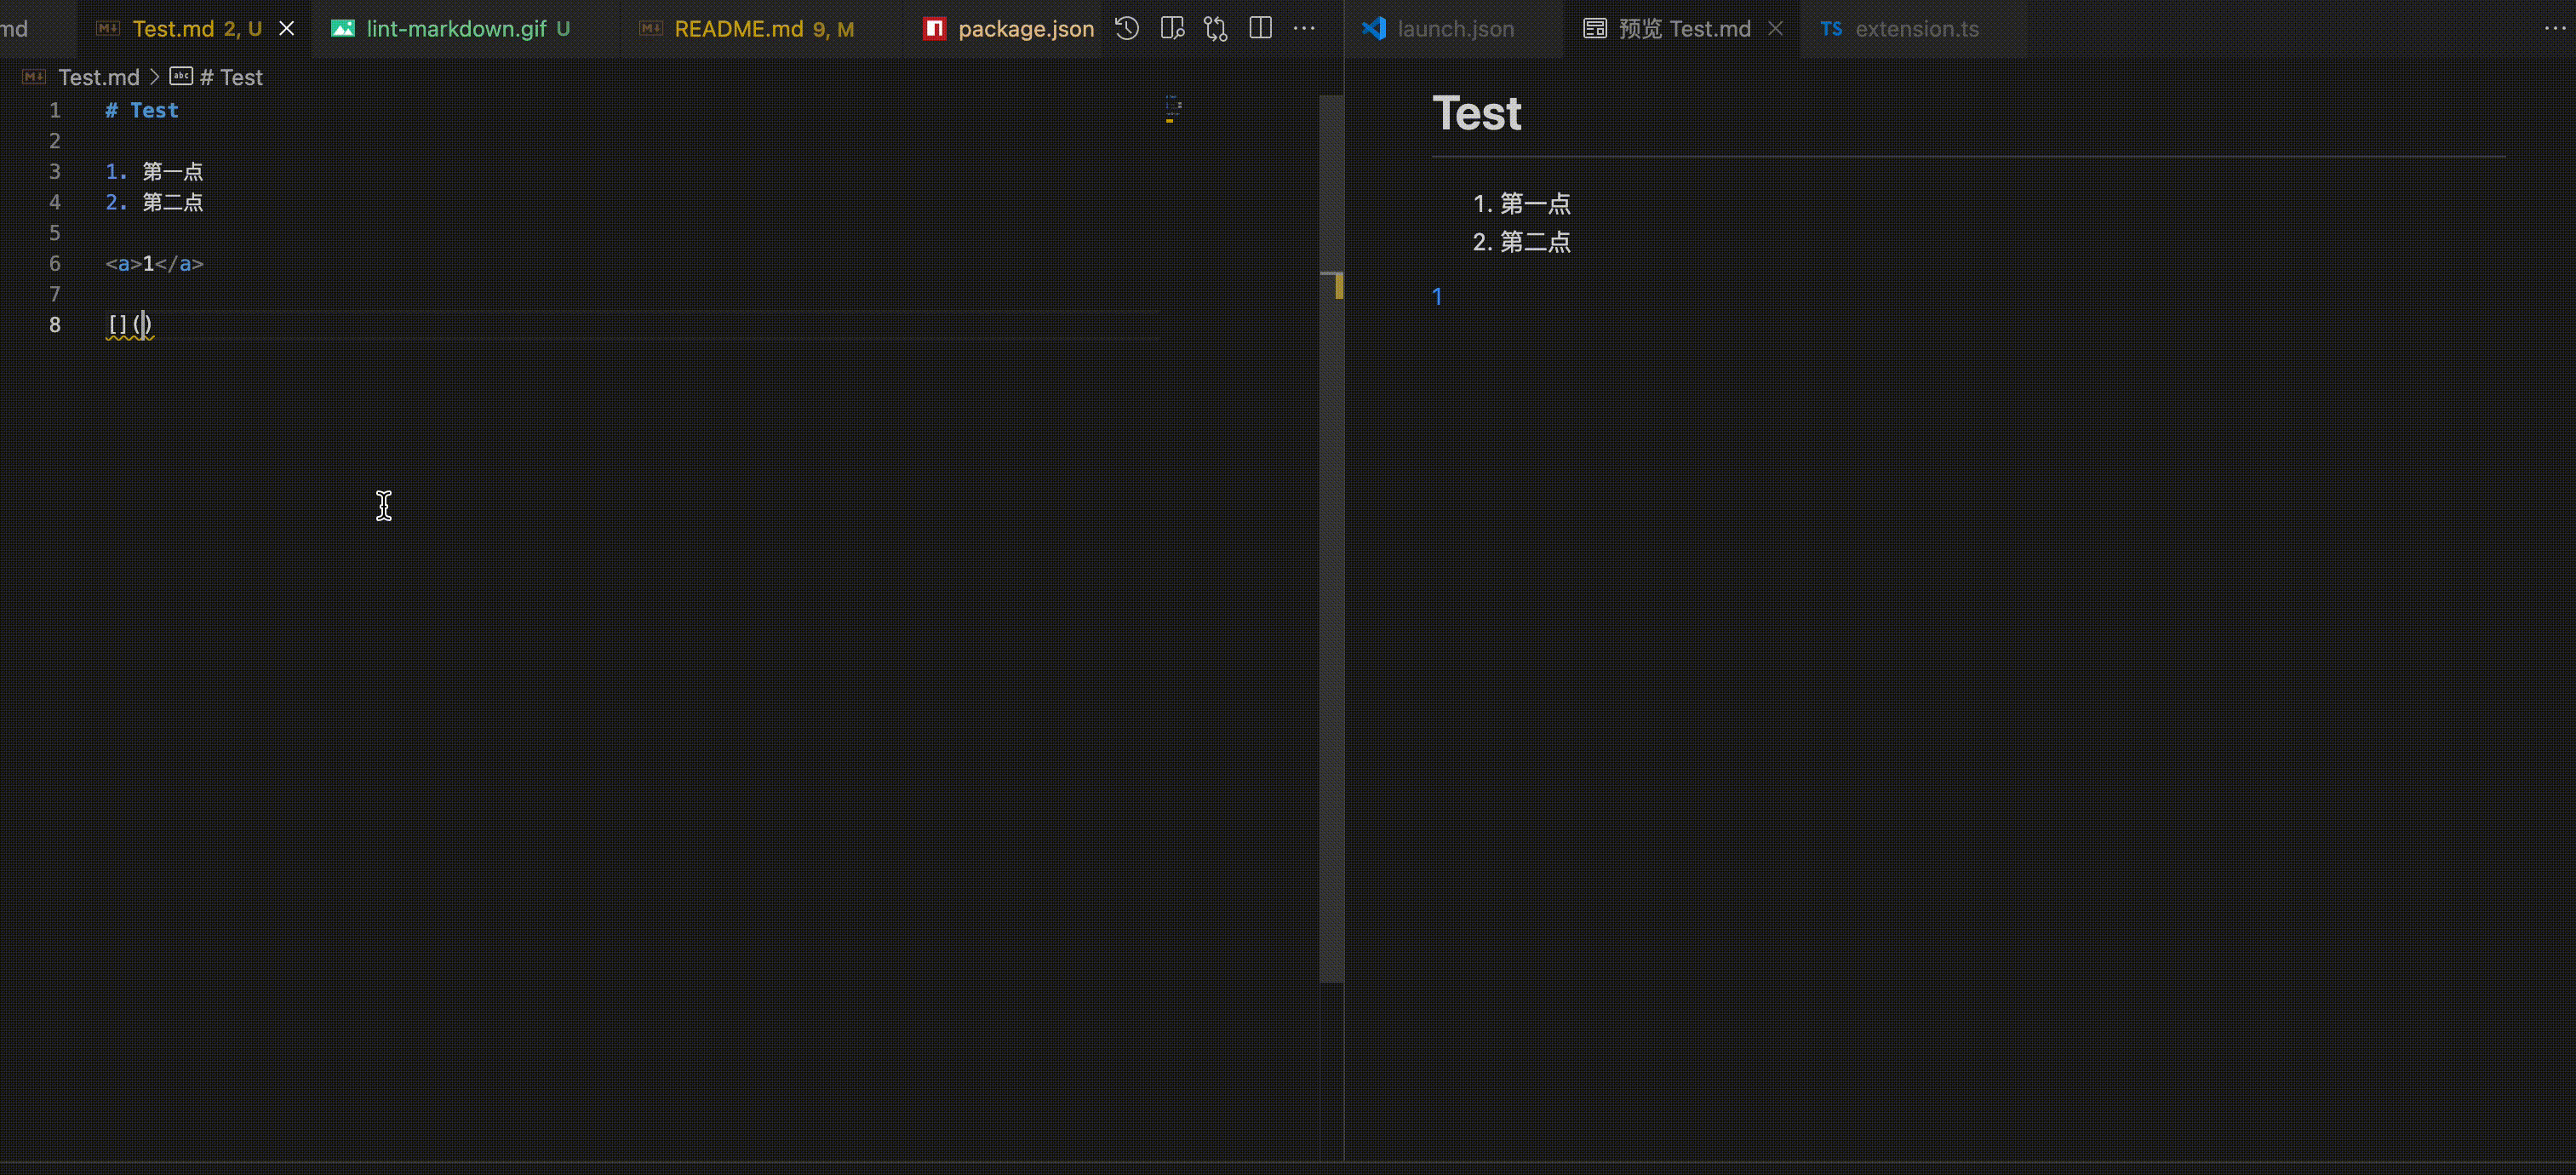 md
Test.md 2, U
lint-markdown.gif U
README.md 9, M
package.json
Test.md > # Test
1 # Test
2
3 1. 第一点
4 2. 第二点
5
6 <a>1</a>
7
8 []()
launch.json
预览 Test.md
TS extension.ts
Test
1. 第一点
2. 第二点
1